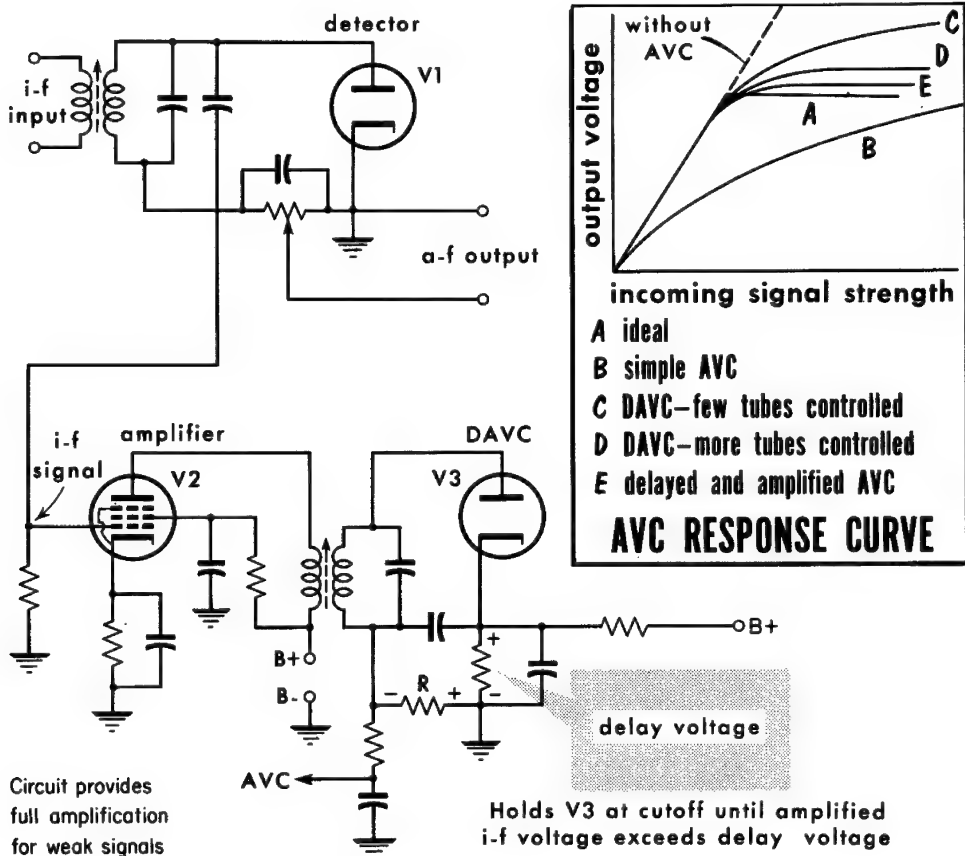 detector
V1
i-f
input
a-f output
i-f
signal
amplifier
V2
DAVC
V3
B+
B-
- R +
+
-
B+
delay voltage
AVC
Circuit provides
full amplification
for weak signals
Holds V3 at cutoff until amplified
i-f voltage exceeds delay voltage
output voltage
without
AVC
C
D
E
A
B
incoming signal strength
A ideal
B simple AVC
C DAVC-few tubes controlled
D DAVC-more tubes controlled
E delayed and amplified AVC
AVC RESPONSE CURVE